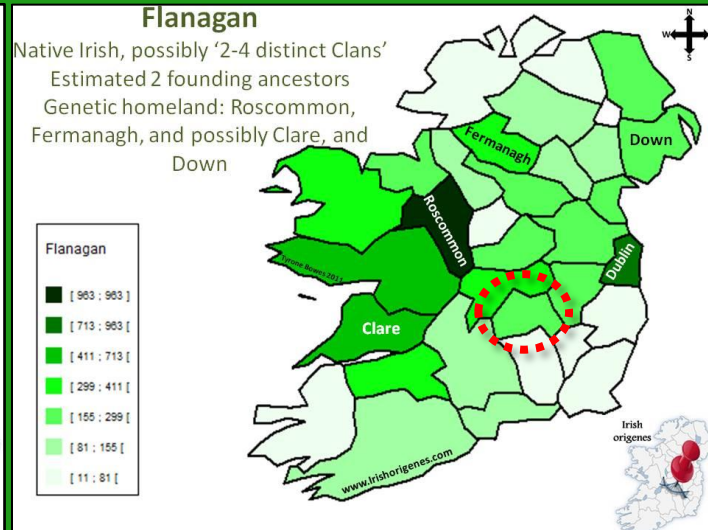 Flanagan
Native Irish, possibly ‘2-4 distinct Clans’
Estimated 2 founding ancestors
Genetic homeland: Roscommon,
Fermanagh, and possibly Clare, and
Down
N
W
E
S
Fermanagh
Down
Roscommon
Dublin
Tyrone Bowes 2011
Clare
Flanagan
[ 963 ; 963 ]
[ 713 ; 963 [
[ 411 ; 713 [
[ 299 ; 411 [
[ 155 ; 299 [
[ 81 ; 155 [
[ 11 ; 81 [
www.Irishorigenes.com
Irish
origenes